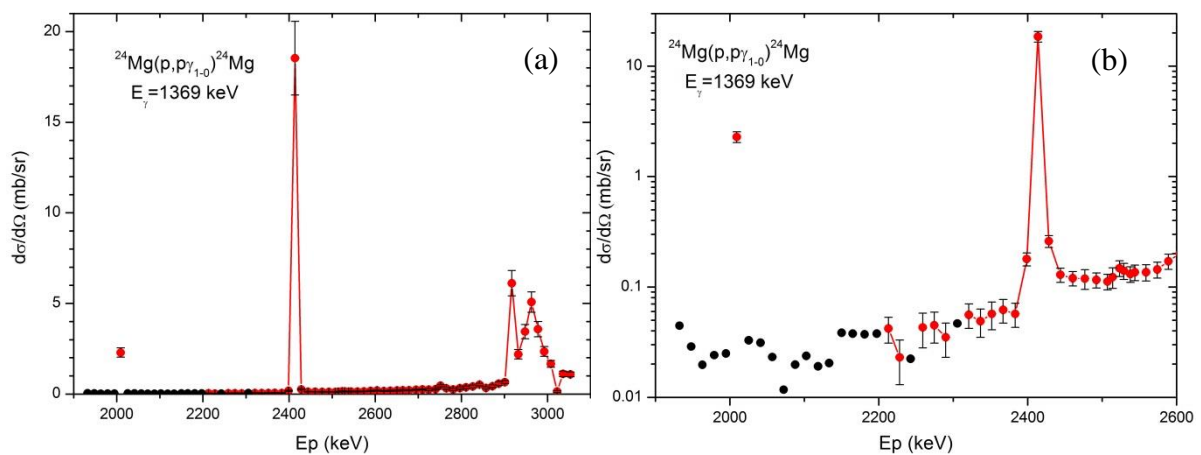 20
15
10
5
0
dσ/dΩ (mb/sr)
²⁴Mg(p,pγ₁₋₀)²⁴Mg
Eᵧ=1369 keV
(a)
2000 2200 2400 2600 2800 3000
Ep (keV)
10
1
0.1
0.01
dσ/dΩ (mb/sr)
²⁴Mg(p,pγ₁₋₀)²⁴Mg
Eᵧ=1369 keV
(b)
2000 2200 2400 2600
Ep (keV)